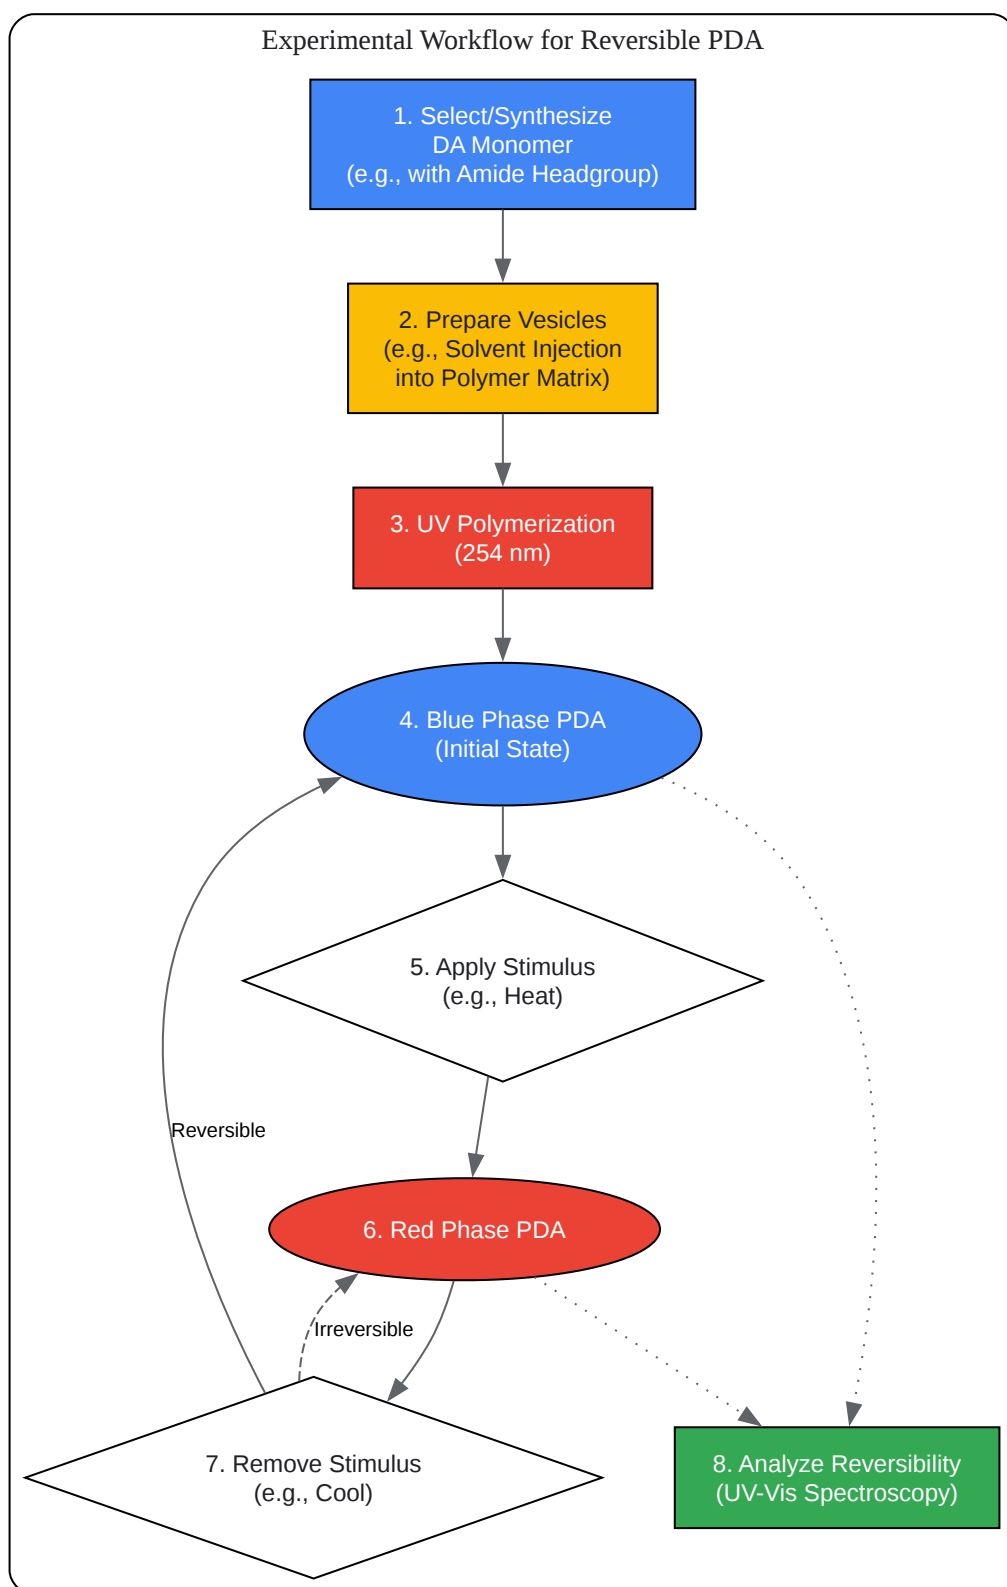 Experimental Workflow for Reversible PDA
1. Select/Synthesize
DA Monomer
(e.g., with Amide Headgroup)
2. Prepare Vesicles
(e.g., Solvent Injection
into Polymer Matrix)
3. UV Polymerization
(254 nm)
4. Blue Phase PDA
(Initial State)
5. Apply Stimulus
(e.g., Heat)
Reversible
6. Red Phase PDA
Irreversible
7. Remove Stimulus
(e.g., Cool)
8. Analyze Reversibility
(UV-Vis Spectroscopy)